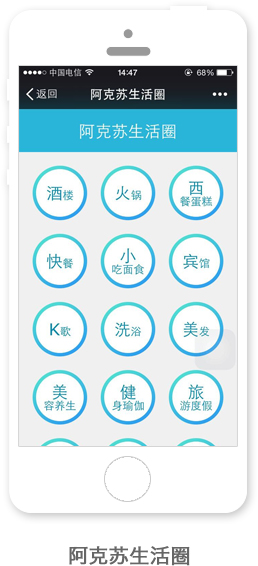 中国电信 14:47 68%
返回 阿克苏生活圈
阿克苏生活圈
酒楼 火锅 西
餐蛋糕
快餐 小
吃面食 宾馆
K歌 洗浴 美发
美
容养生 健
身瑜伽 旅
游度假
阿克苏生活圈